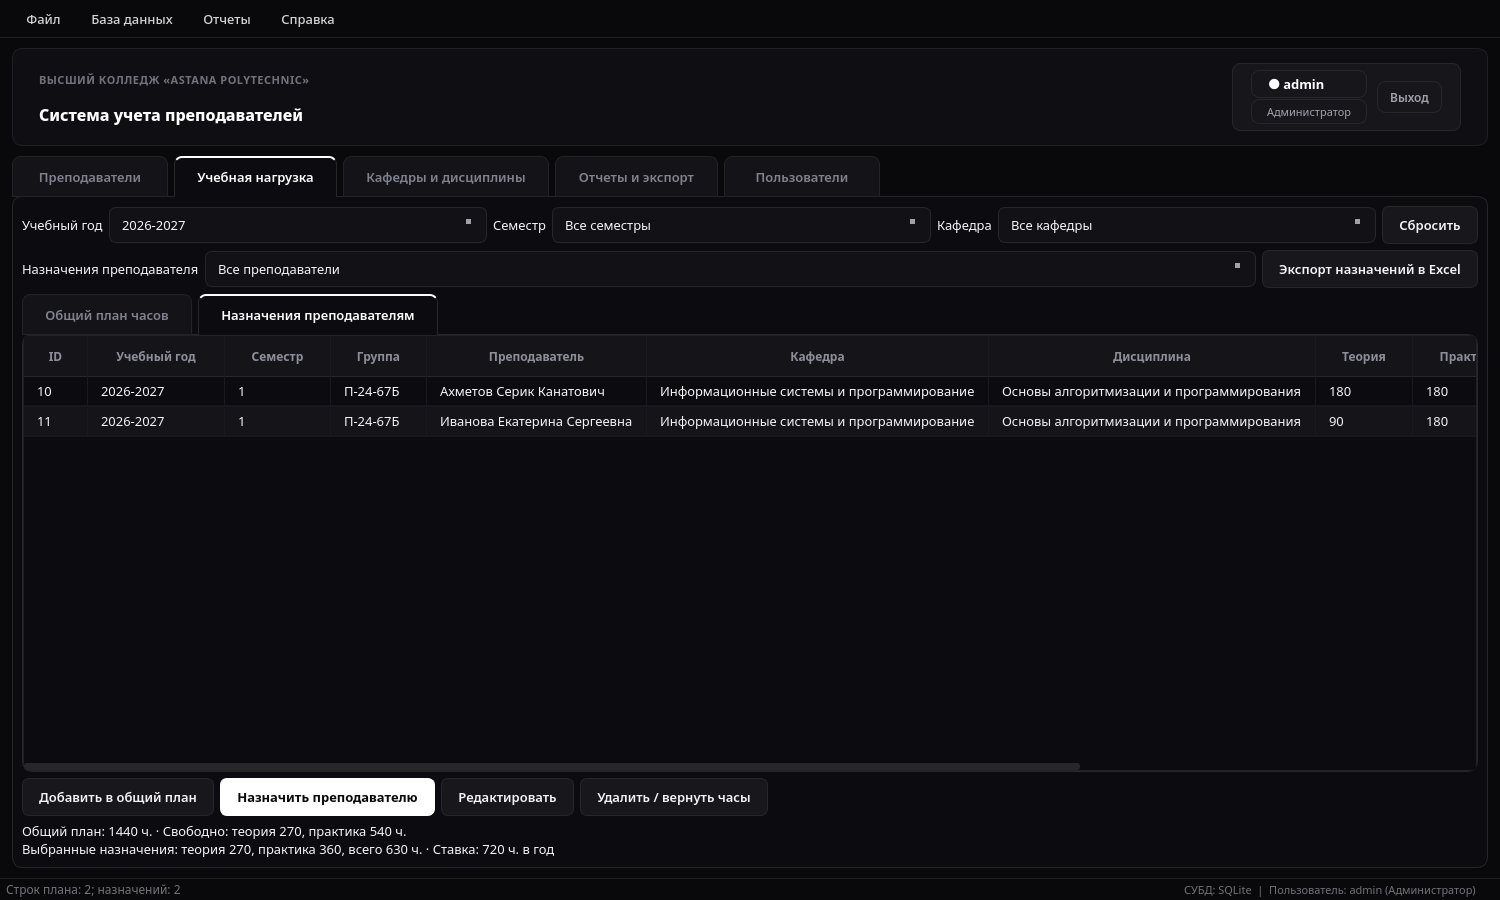 Файл База данных Отчеты Справка
ВЫСШИЙ КОЛЛЕДЖ «ASTANA POLYTECHNIC»
Система учета преподавателей
admin
Администратор
Выход
Преподаватели Учебная нагрузка Кафедры и дисциплины Отчеты и экспорт Пользователи
Учебный год 2026-2027 Семестр Все семестры Кафедра Все кафедры Сбросить
Назначения преподавателя Все преподаватели Экспорт назначений в Excel
Общий план часов Назначения преподавателям
ID Учебный год Семестр Группа Преподаватель Кафедра Дисциплина Теория Практ
10 2026-2027 1 П-24-67Б Ахметов Серик Канатович Информационные системы и программирование Основы алгоритмизации и программирования 180 180
11 2026-2027 1 П-24-67Б Иванова Екатерина Сергеевна Информационные системы и программирование Основы алгоритмизации и программирования 90 180
Добавить в общий план Назначить преподавателю Редактировать Удалить / вернуть часы
Общий план: 1440 ч. · Свободно: теория 270, практика 540 ч.
Выбранные назначения: теория 270, практика 360, всего 630 ч. · Ставка: 720 ч. в год
Строк плана: 2; назначений: 2 СУБД: SQLite | Пользователь: admin (Администратор)